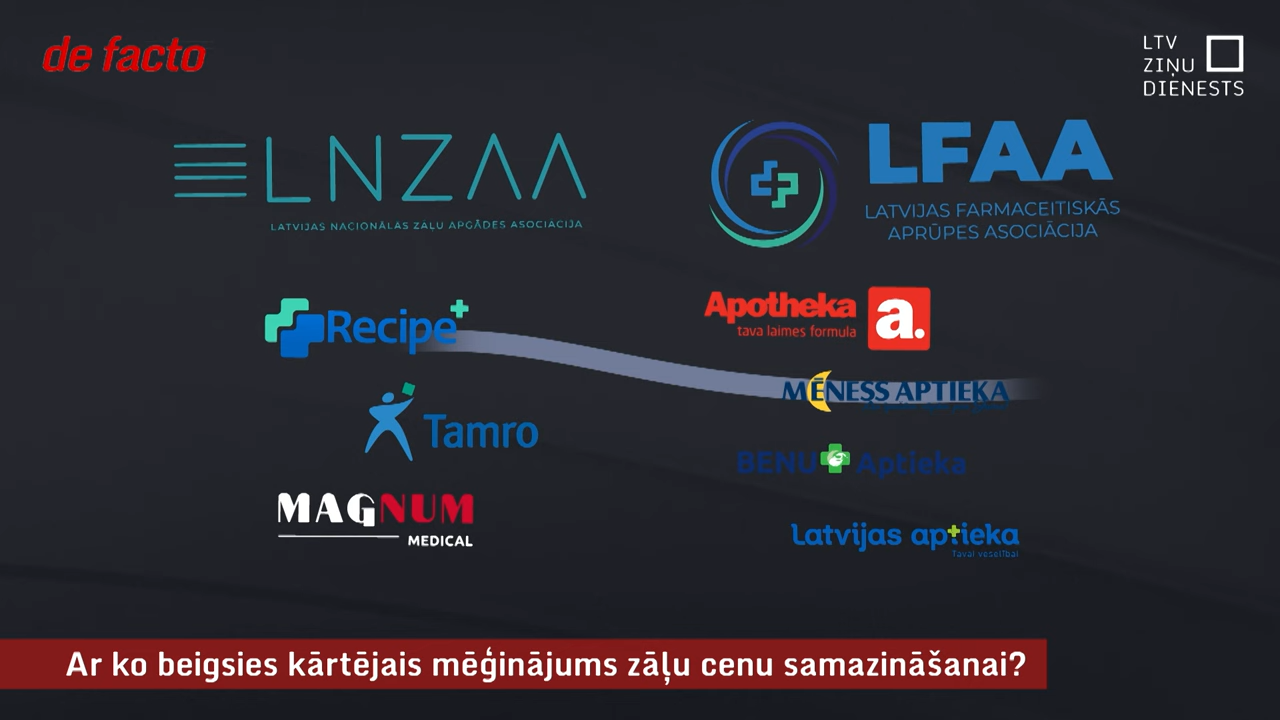 de facto
LTV
ZIŅU
DIENESTS
LNZAA
LATVIJAS NACIONĀLAS ZĀĻU APGĀDES ASOCIĀCIJA
LFAA
LATVIJAS FARMACEITISKĀS
APRŪPES ASOCIĀCIJA
Recipe
Apotheka
tava laimes formula
a.
MĒNESS APTIEKA
Tamro
BENU Aptieka
MAGNUM
MEDICAL
Latvijas aptieka
Tavai veselībai
Ar ko beigsies kārtējais mēģinājums zāļu cenu samazināšanai?